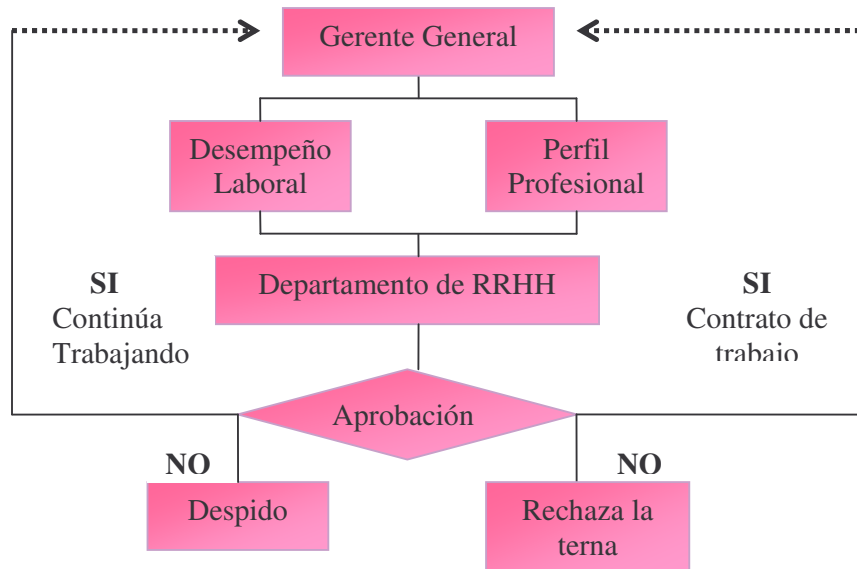 Gerente General
Desempeño
Laboral
Perfil
Profesional
Departamento de RRHH
SI
Continúa
Trabajando
SI
Contrato de
trabajo
Aprobación
NO
NO
Despido
Rechaza la
terna